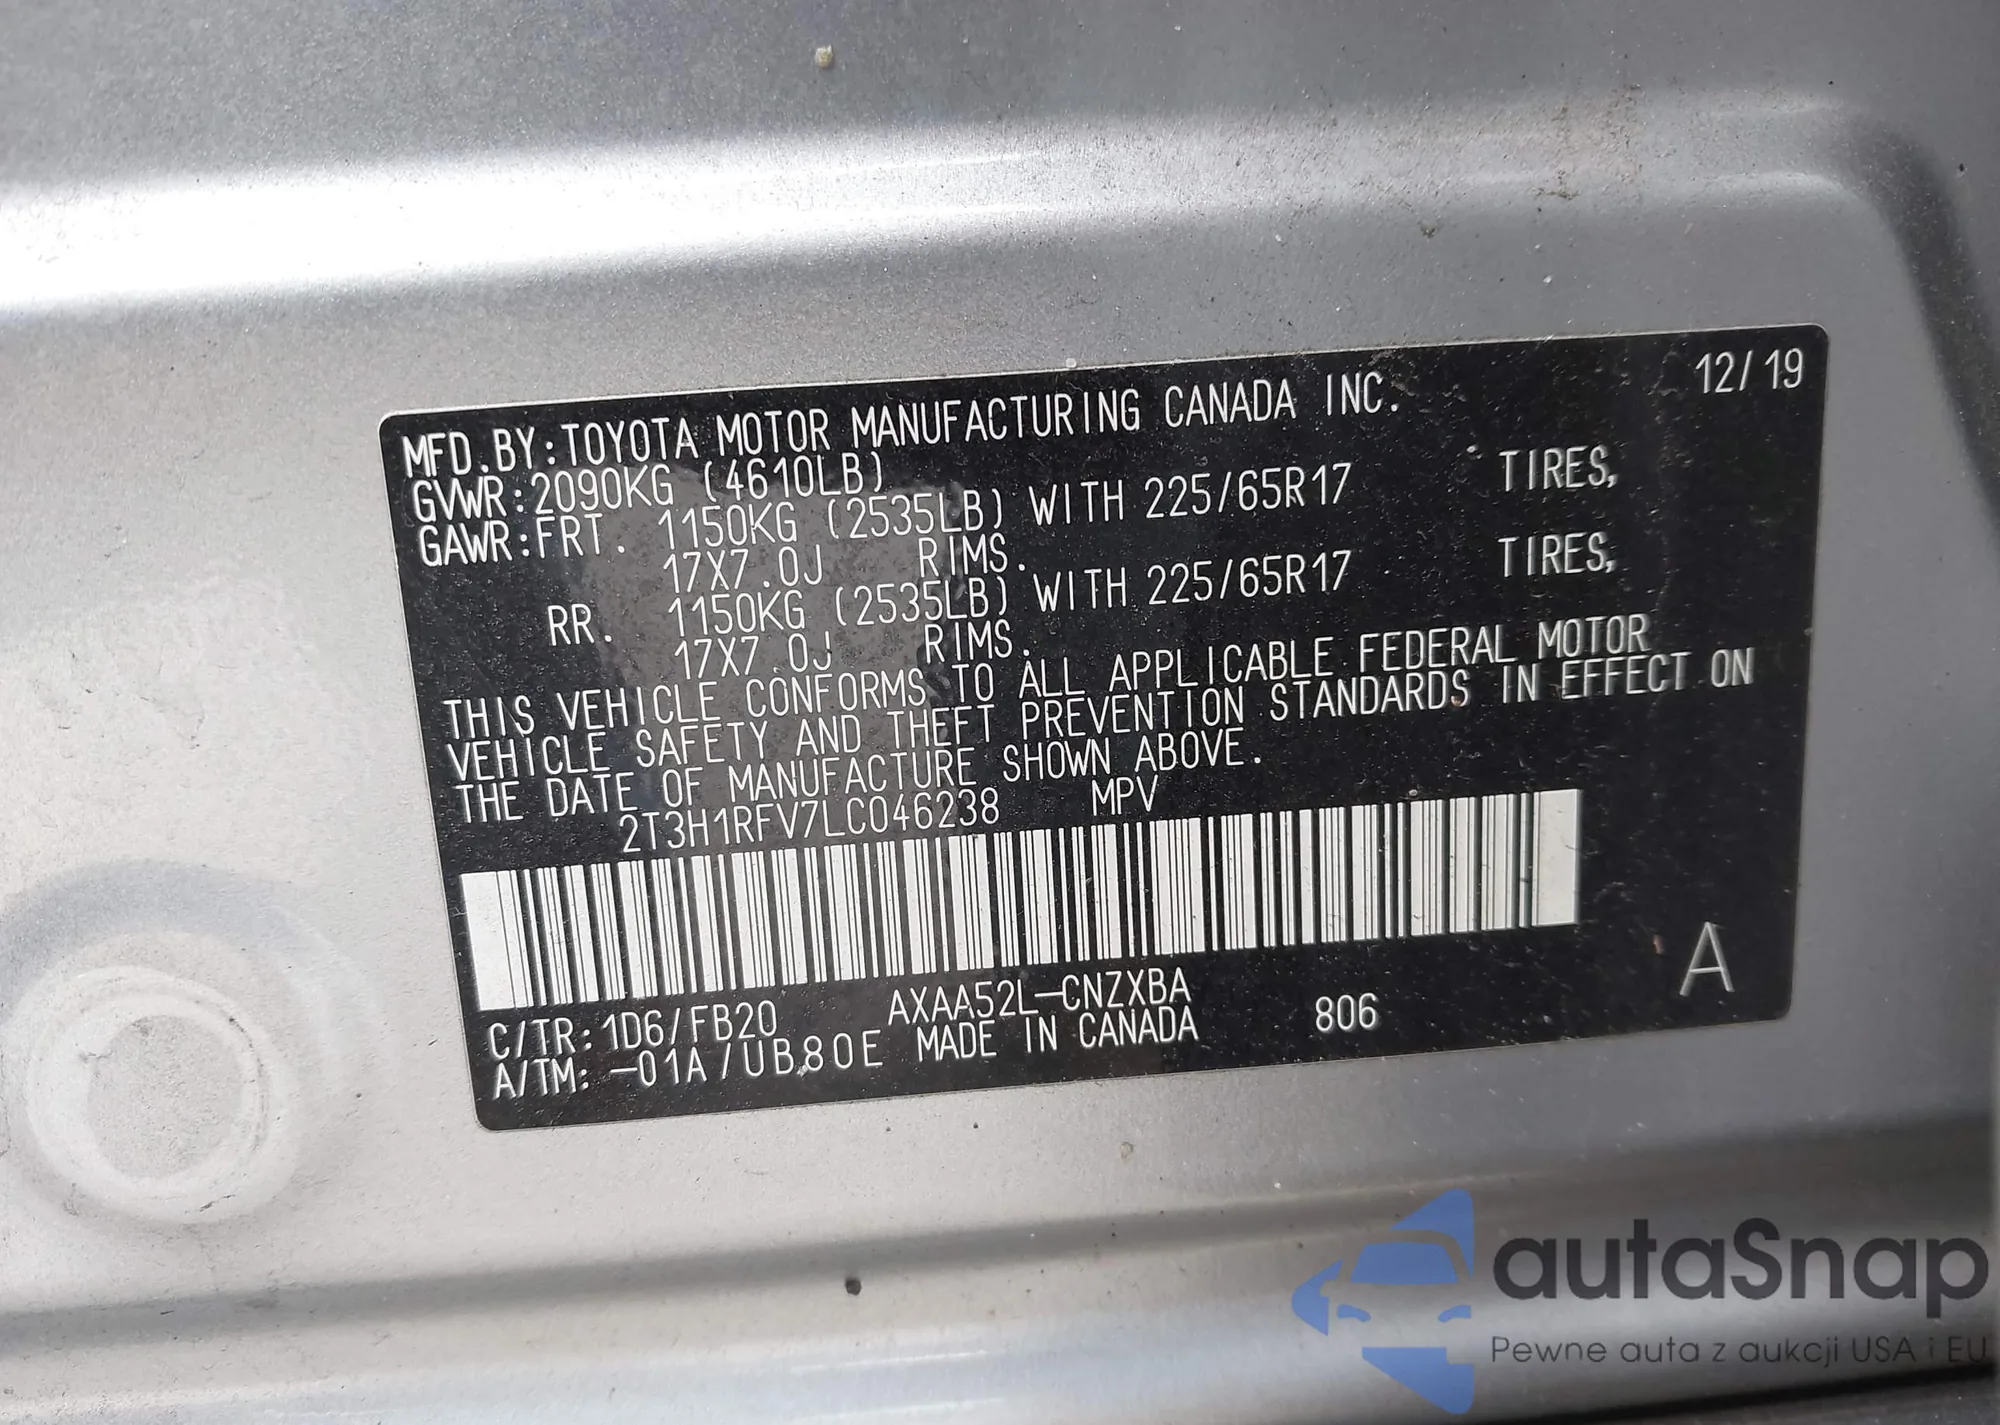 12/19
MFD.BY:TOYOTA MOTOR MANUFACTURING CANADA INC.
GVWR:2090KG (4610LB)
GAWR:FRT. 1150KG (2535LB) WITH 225/65R17 TIRES,
17X7.0J RIMS.
RR. 1150KG (2535LB) WITH 225/65R17 TIRES,
17X7.0J RIMS.
THIS VEHICLE CONFORMS TO ALL APPLICABLE FEDERAL MOTOR
VEHICLE SAFETY AND THEFT PREVENTION STANDARDS IN EFFECT ON
THE DATE OF MANUFACTURE SHOWN ABOVE.
2T3H1RFV7LC046238 MPV
A
C/TR:1D6/FB20 AXAA52L-CNZXBA
A/TM: -01A/UB80E MADE IN CANADA 806
autaSnap
Pewne auta z aukcji USA i EU